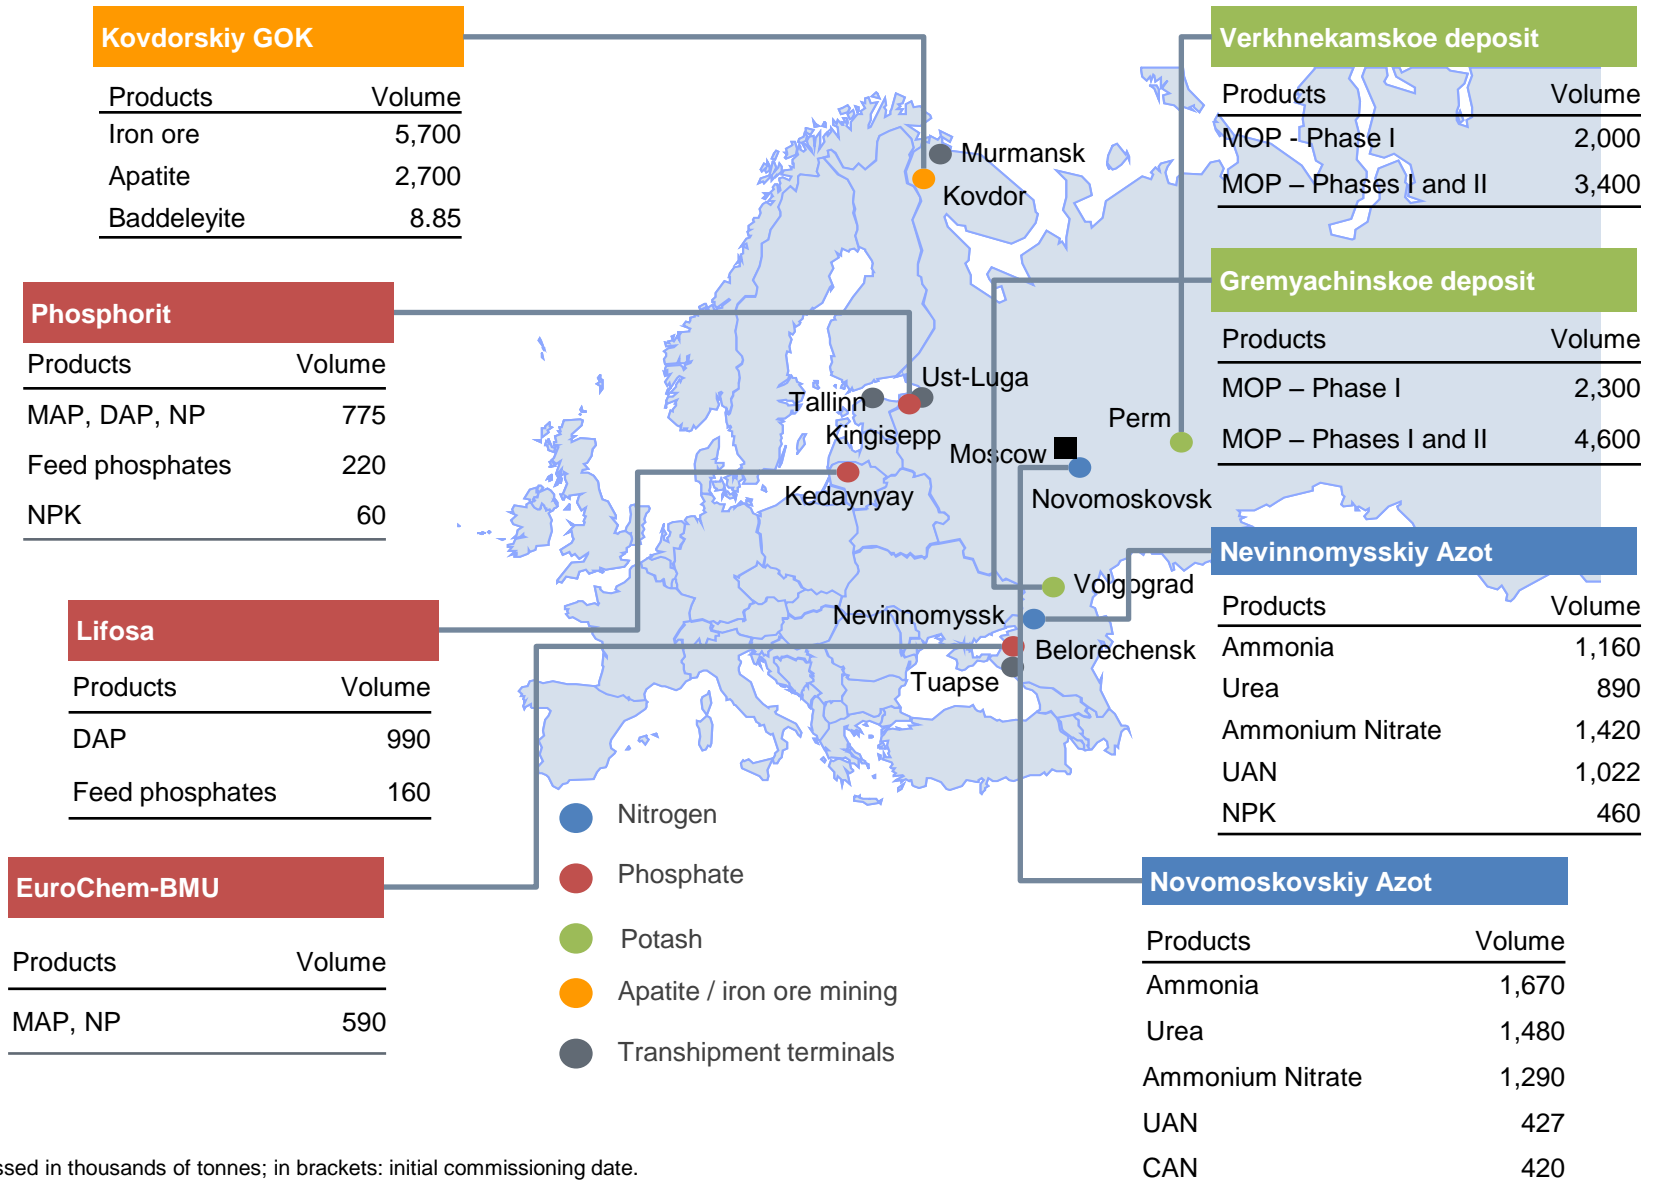 Kovdorskiy GOK
Products Volume
Iron ore 5,700
Apatite 2,700
Baddeleyite 8.85
Phosphorit
Products Volume
MAP, DAP, NP 775
Feed phosphates 220
NPK 60
Lifosa
Products Volume
DAP 990
Feed phosphates 160
EuroChem-BMU
Products Volume
MAP, NP 590
Murmansk
Kovdor
Ust-Luga
Tallinn
Kingisepp
Perm
Moscow
Kedaynyay
Novomoskovsk
Volgograd
Nevinnomyssk
Belorechensk
Tuapse
Nitrogen
Phosphate
Potash
Apatite / iron ore mining
Transhipment terminals
Verkhnekamskoe deposit
Products Volume
MOP - Phase I 2,000
MOP – Phases I and II 3,400
Gremyachinskoe deposit
Products Volume
MOP – Phase I 2,300
MOP – Phases I and II 4,600
Nevinnomysskiy Azot
Products Volume
Ammonia 1,160
Urea 890
Ammonium Nitrate 1,420
UAN 1,022
NPK 460
Novomoskovskiy Azot
Products Volume
Ammonia 1,670
Urea 1,480
Ammonium Nitrate 1,290
UAN 427
CAN 420
in thousands of tonnes; in brackets: initial commissioning date.